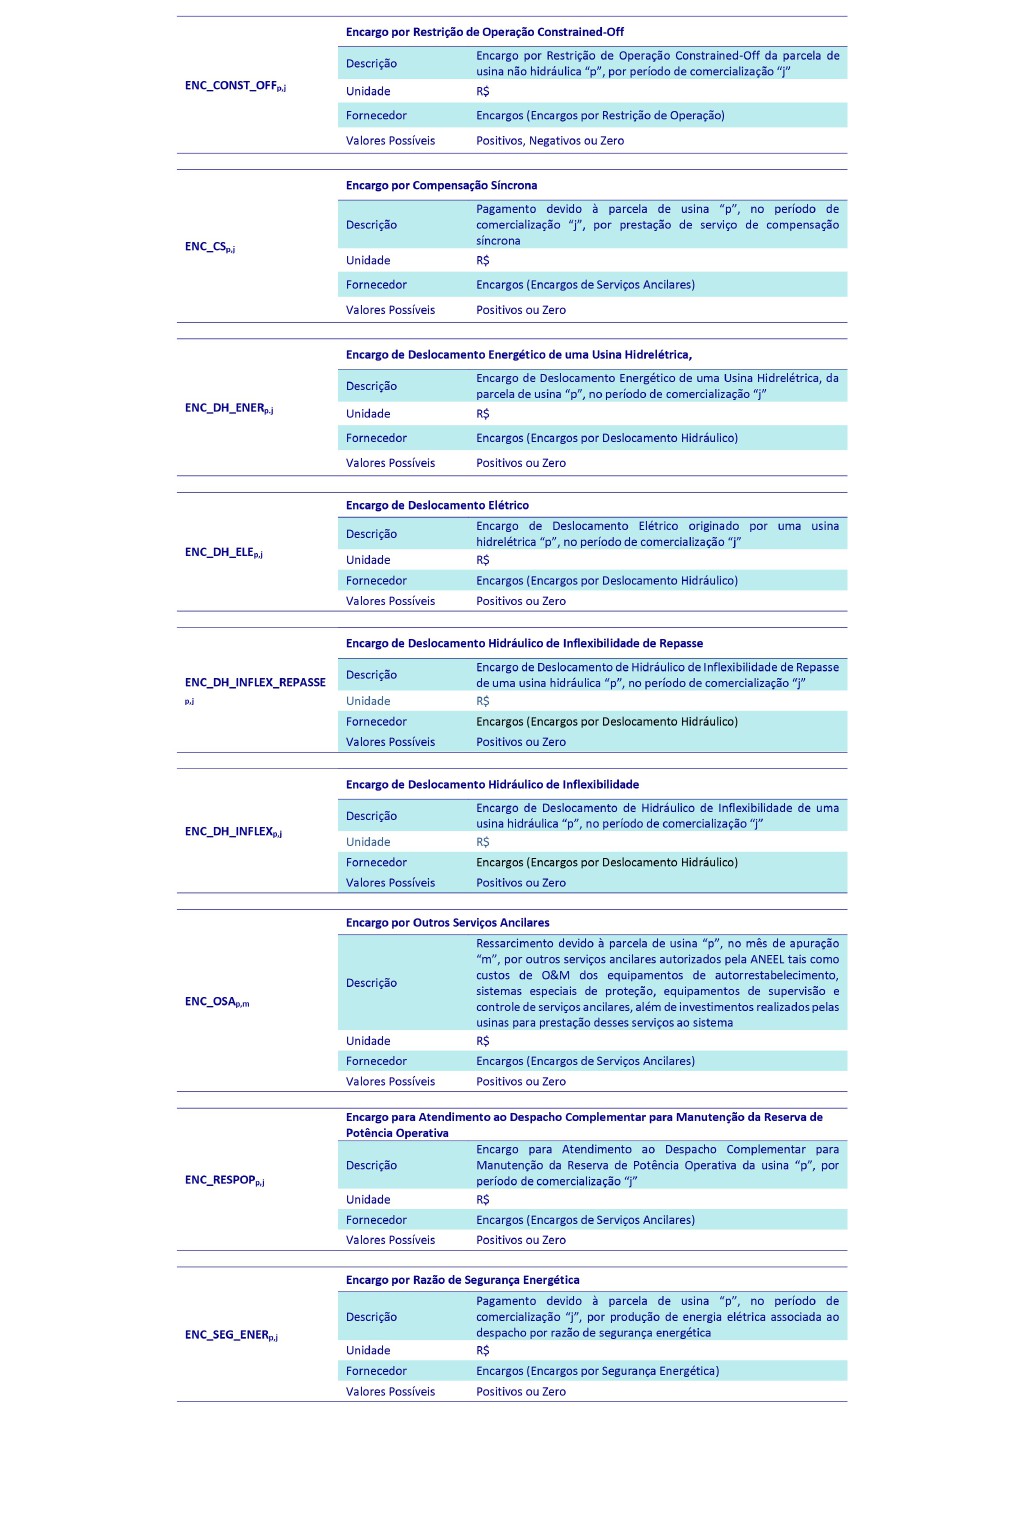 Encargo por Restrição de Operação Constrained-Off
ENC_CONST_OFFp,j
Descrição
Encargo por Restrição de Operação Constrained-Off da parcela de
usina não hidráulica “p”, por período de comercialização “j”
Unidade
R$
Fornecedor
Encargos (Encargos por Restrição de Operação)
Valores Possíveis
Positivos, Negativos ou Zero
Encargo por Compensação Síncrona
ENC_CSp,j
Descrição
Pagamento devido à parcela de usina “p”, no período de
comercialização “j”, por prestação de serviço de compensação
síncrona
Unidade
R$
Fornecedor
Encargos (Encargos de Serviços Ancilares)
Valores Possíveis
Positivos ou Zero
Encargo de Deslocamento Energético de uma Usina Hidrelétrica,
ENC_DH_ENERp,j
Descrição
Encargo de Deslocamento Energético de uma Usina Hidrelétrica, da
parcela de usina “p”, no período de comercialização “j”
Unidade
R$
Fornecedor
Encargos (Encargos por Deslocamento Hidráulico)
Valores Possíveis
Positivos ou Zero
Encargo de Deslocamento Elétrico
ENC_DH_ELEp,j
Descrição
Encargo de Deslocamento Elétrico originado por uma usina
hidrelétrica “p”, no período de comercialização “j”
Unidade
R$
Fornecedor
Encargos (Encargos por Deslocamento Hidráulico)
Valores Possíveis
Positivos ou Zero
Encargo de Deslocamento Hidráulico de Inflexibilidade de Repasse
ENC_DH_INFLEX_REPASSE
p,j
Descrição
Encargo de Deslocamento de Hidráulico de Inflexibilidade de Repasse
de uma usina hidráulica “p”, no período de comercialização “j”
Unidade
R$
Fornecedor
Encargos (Encargos por Deslocamento Hidráulico)
Valores Possíveis
Positivos ou Zero
Encargo de Deslocamento Hidráulico de Inflexibilidade
ENC_DH_INFLEXp,j
Descrição
Encargo de Deslocamento de Hidráulico de Inflexibilidade de uma
usina hidráulica “p”, no período de comercialização “j”
Unidade
R$
Fornecedor
Encargos (Encargos por Deslocamento Hidráulico)
Valores Possíveis
Positivos ou Zero
Encargo por Outros Serviços Ancilares
ENC_OSAp,m
Descrição
Ressarcimento devido à parcela de usina “p”, no mês de apuração
“m”, por outros serviços ancilares autorizados pela ANEEL tais como
custos de O&M dos equipamentos de autorrestabelecimento,
sistemas especiais de proteção, equipamentos de supervisão e
controle de serviços ancilares, além de investimentos realizados pelas
usinas para prestação desses serviços ao sistema
Unidade
R$
Fornecedor
Encargos (Encargos de Serviços Ancilares)
Valores Possíveis
Positivos ou Zero
Encargo para Atendimento ao Despacho Complementar para Manutenção da Reserva de
Potência Operativa
ENC_RESPOPp,j
Descrição
Encargo para Atendimento ao Despacho Complementar para
Manutenção da Reserva de Potência Operativa da usina “p”, por
período de comercialização “j”
Unidade
R$
Fornecedor
Encargos (Encargos de Serviços Ancilares)
Valores Possíveis
Positivos ou Zero
Encargo por Razão de Segurança Energética
ENC_SEG_ENERp,j
Descrição
Pagamento devido à parcela de usina “p”, no período de
comercialização “j”, por produção de energia elétrica associada ao
despacho por razão de segurança energética
Unidade
R$
Fornecedor
Encargos (Encargos por Segurança Energética)
Valores Possíveis
Positivos ou Zero